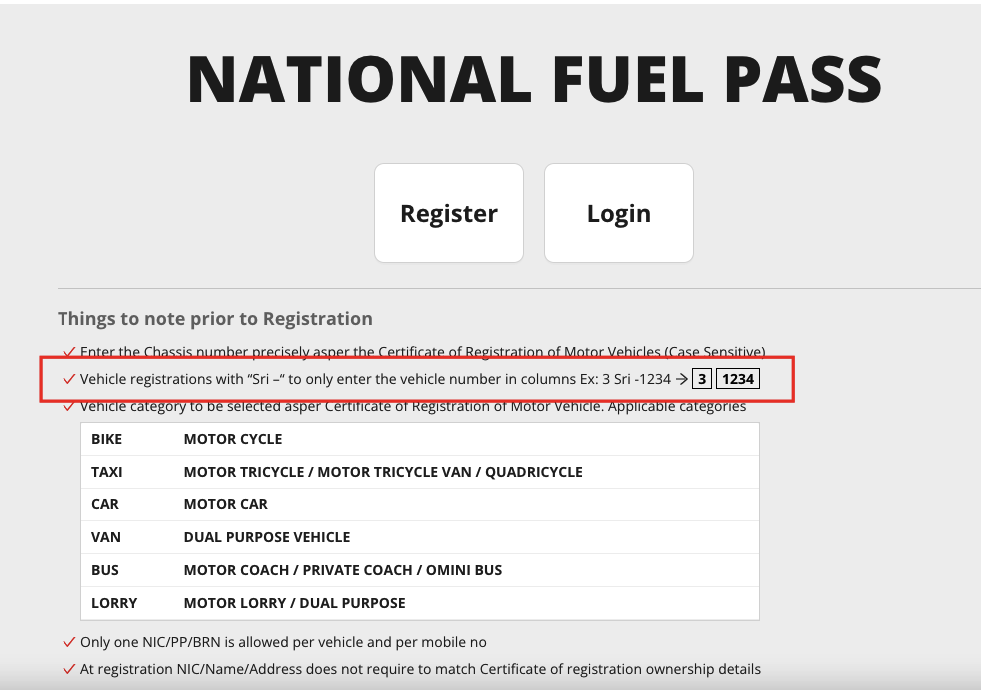 NATIONAL FUEL PASS
Register Login
Things to note prior to Registration
Enter the Chassis number precisely asper the Certificate of Registration of Motor Vehicles (Case Sensitive)
Vehicle registrations with “Sri –“ to only enter the vehicle number in columns Ex: 3 Sri -1234 → 3 1234
Vehicle category to be selected asper Certificate of Registration of Motor Vehicle. Applicable categories
BIKE MOTOR CYCLE
TAXI MOTOR TRICYCLE / MOTOR TRICYCLE VAN / QUADRICYCLE
CAR MOTOR CAR
VAN DUAL PURPOSE VEHICLE
BUS MOTOR COACH / PRIVATE COACH / OMINI BUS
LORRY MOTOR LORRY / DUAL PURPOSE
Only one NIC/PP/BRN is allowed per vehicle and per mobile no
At registration NIC/Name/Address does not require to match Certificate of registration ownership details